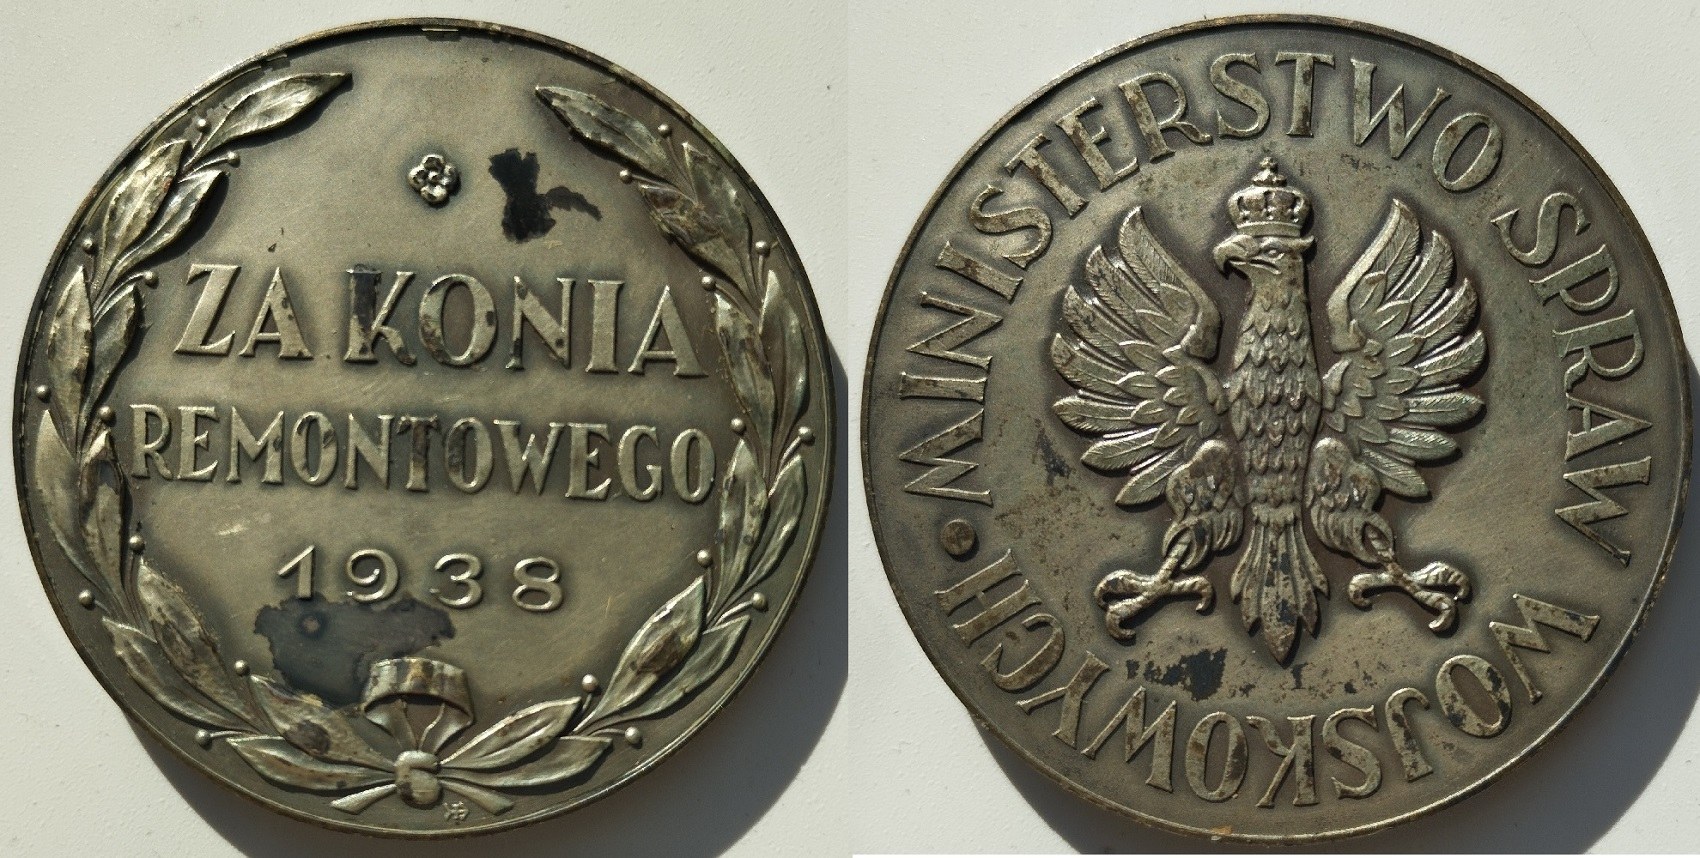 ZA KONIA
REMONTOWEGO
1938
MINISTERSTWO SPRAW WOJSKOWYCH •